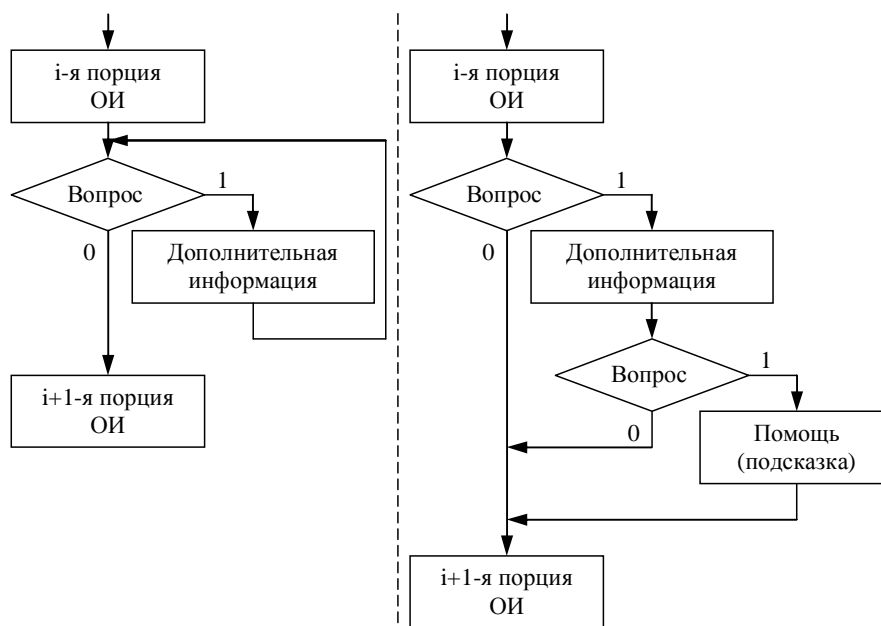 i-я порция
ОИ
Вопрос
1
0
Дополнительная
информация
i+1-я порция
ОИ
i-я порция
ОИ
Вопрос
1
0
Дополнительная
информация
Вопрос
1
0
Помощь
(подсказка)
i+1-я порция
ОИ